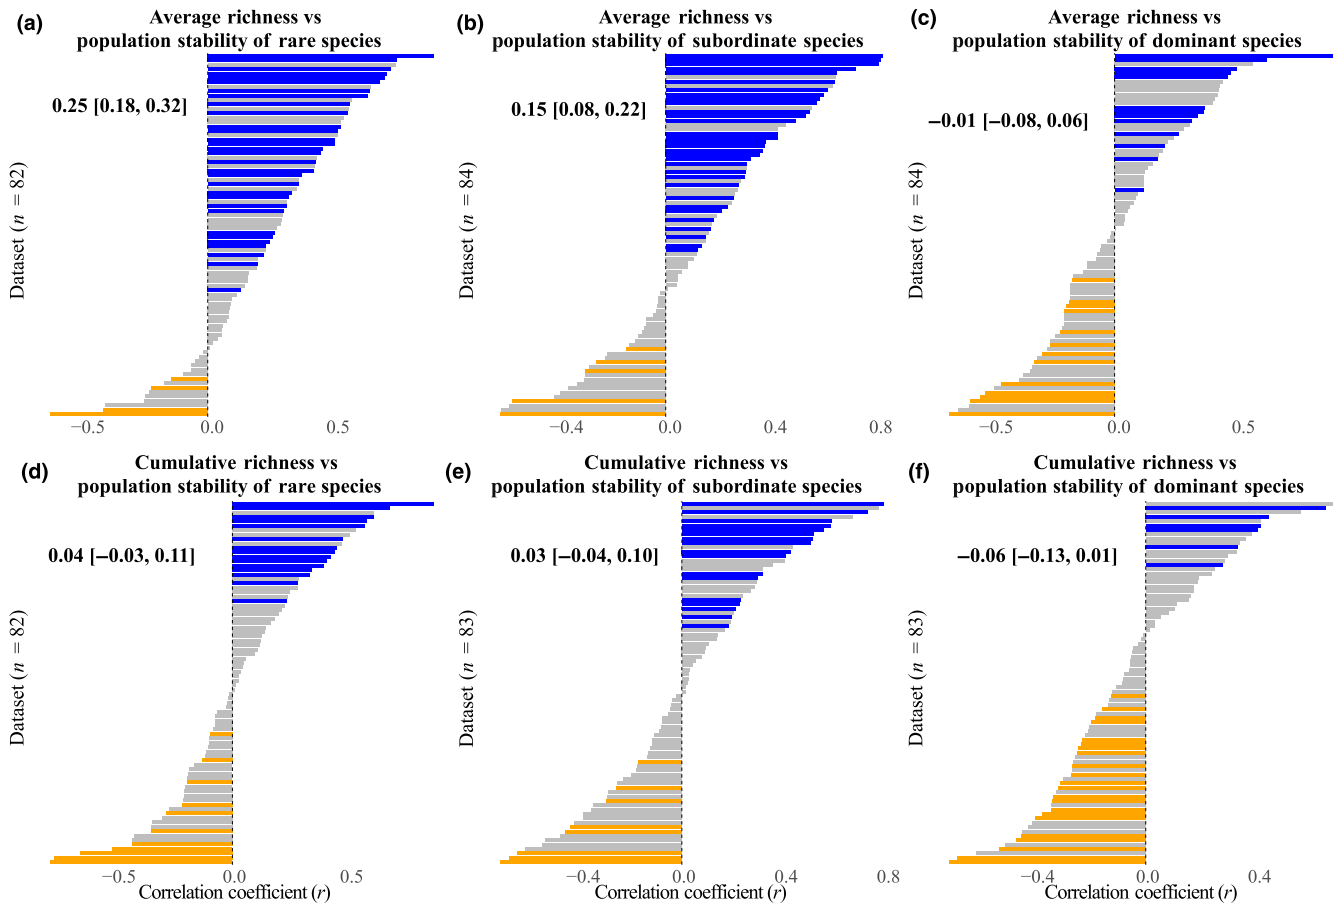 (a)
Average richness vs
population stability of rare species
0.25 [0.18, 0.32]
Dataset (n = 82)
−0.5
0.0
0.5
(b)
Average richness vs
population stability of subordinate species
0.15 [0.08, 0.22]
Dataset (n = 84)
−0.4
0.0
0.4
0.8
(c)
Average richness vs
population stability of dominant species
−0.01 [−0.08, 0.06]
Dataset (n = 84)
−0.5
0.0
0.5
(d)
Cumulative richness vs
population stability of rare species
0.04 [−0.03, 0.11]
Dataset (n = 82)
−0.5
0.0
0.5
Correlation coefficient (r)
(e)
Cumulative richness vs
population stability of subordinate species
0.03 [−0.04, 0.10]
Dataset (n = 83)
−0.4
0.0
0.4
0.8
Correlation coefficient (r)
(f)
Cumulative richness vs
population stability of dominant species
−0.06 [−0.13, 0.01]
Dataset (n = 83)
−0.4
0.0
0.4
Correlation coefficient (r)